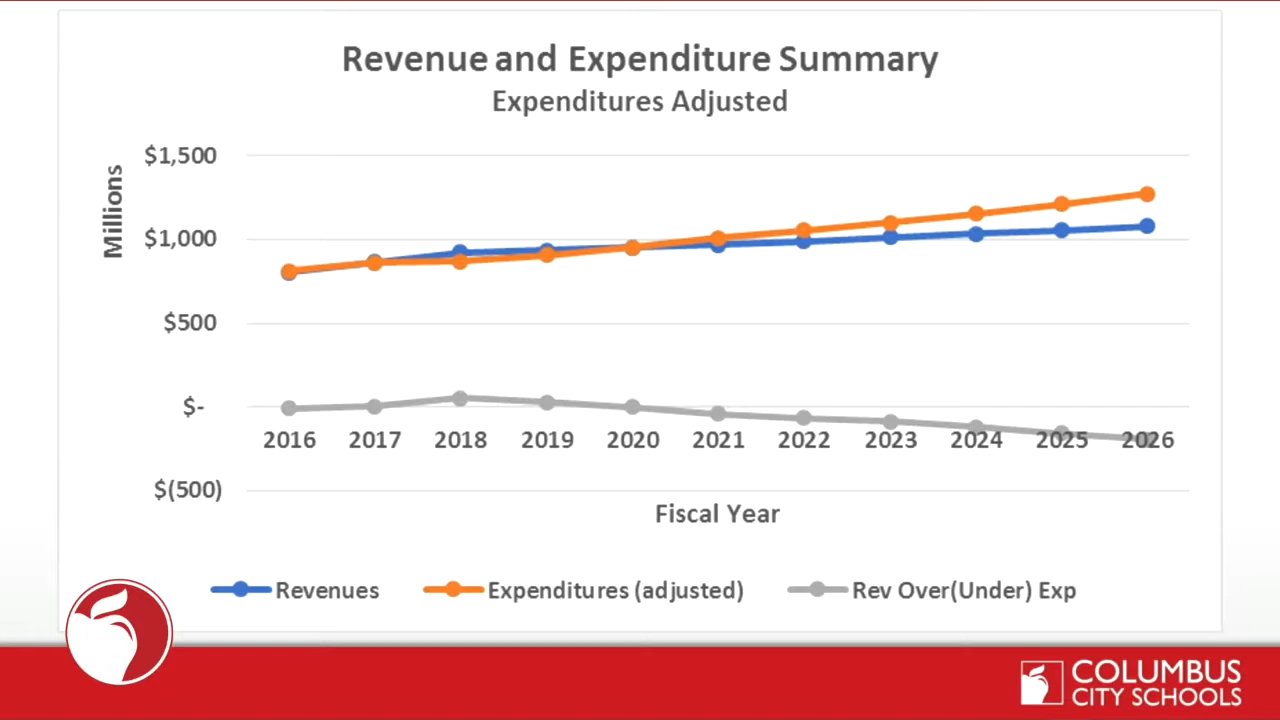 Revenue and Expenditure Summary
Expenditures Adjusted
Millions
$1,500
$1,000
$500
$-
2016 2017 2018 2019 2020 2021 2022 2023 2024 2025 2026
$(500)
Fiscal Year
Revenues Expenditures (adjusted) Rev Over(Under) Exp
COLUMBUS
CITY SCHOOLS